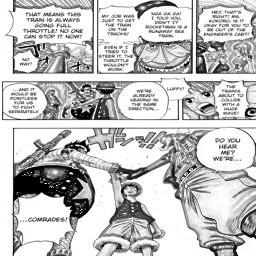 HEY, THAT'S
RIGHT! MS.
KOKORO, IS IT
OKAY FOR YOU TO
BE OUT OF THE
ENGINEER'S CAB?!
NGA GA GA!
I TOLD YOU,
DIDN'T I?
ROCKETMAN IS A
RUNAWAY SEA
TRAIN.
MY JOB WAS
JUST TO GET
THE TRAIN
ON THE
TRACKS!
EVEN IF I
TRIED TO
STEER IT, THE
THROTTLE
WOULDN'T
WORK.
THAT MEANS THIS
TRAIN IS ALWAYS
GOING FULL
THROTTLE! NO ONE
CAN STOP IT NOW!
NO
WAY!
THE
TRAIN'S
ABOUT TO
COLLIDE
WITH A
HUGE
WAVE!
LUFFY!
WE'RE
ALREADY
HEADING IN
THE SAME
DIRECTION...
...AND IT
WOULD BE
POINTLESS
FOR US
TO FIGHT
SEPARATELY.
DO YOU
HEAR
ME?
WE'RE...
...COMRADES!